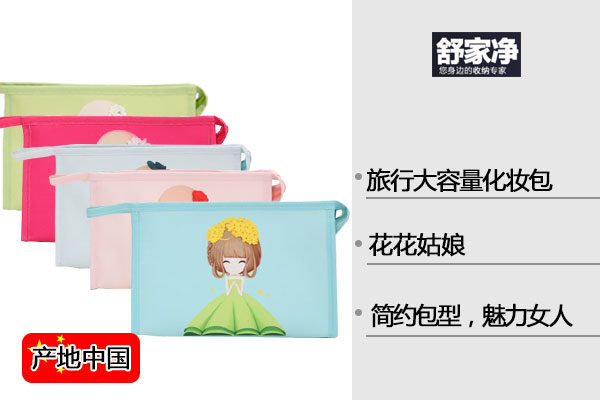 舒家净
您身边的收纳专家
旅行大容量化妆包
花花姑娘
简约包型，魅力女人
产地中国